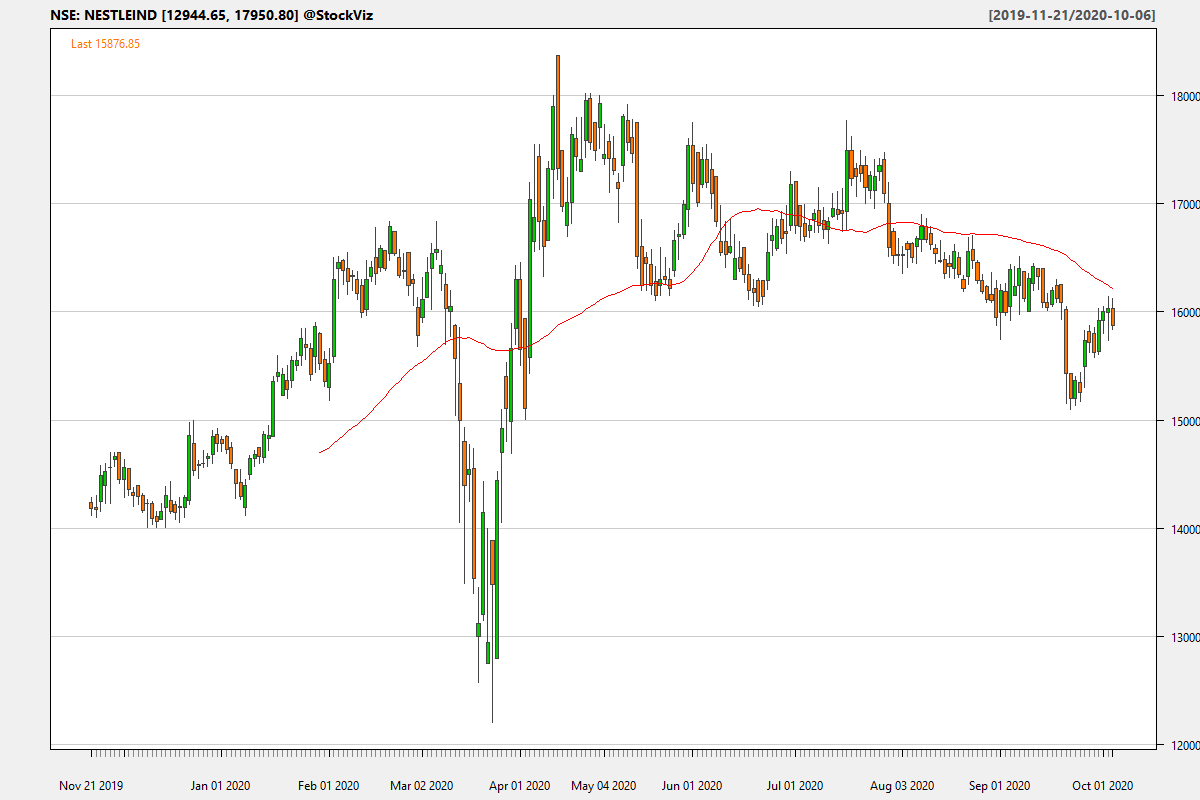 NSE: NESTLEIND [12944.65, 17950.80] @StockViz
[2019-11-21/2020-10-06]
Last 15876.85
18000
17000
16000
15000
14000
13000
12000
Nov 21 2019
Jan 01 2020
Feb 01 2020
Mar 02 2020
Apr 01 2020
May 04 2020
Jun 01 2020
Jul 01 2020
Aug 03 2020
Sep 01 2020
Oct 01 2020